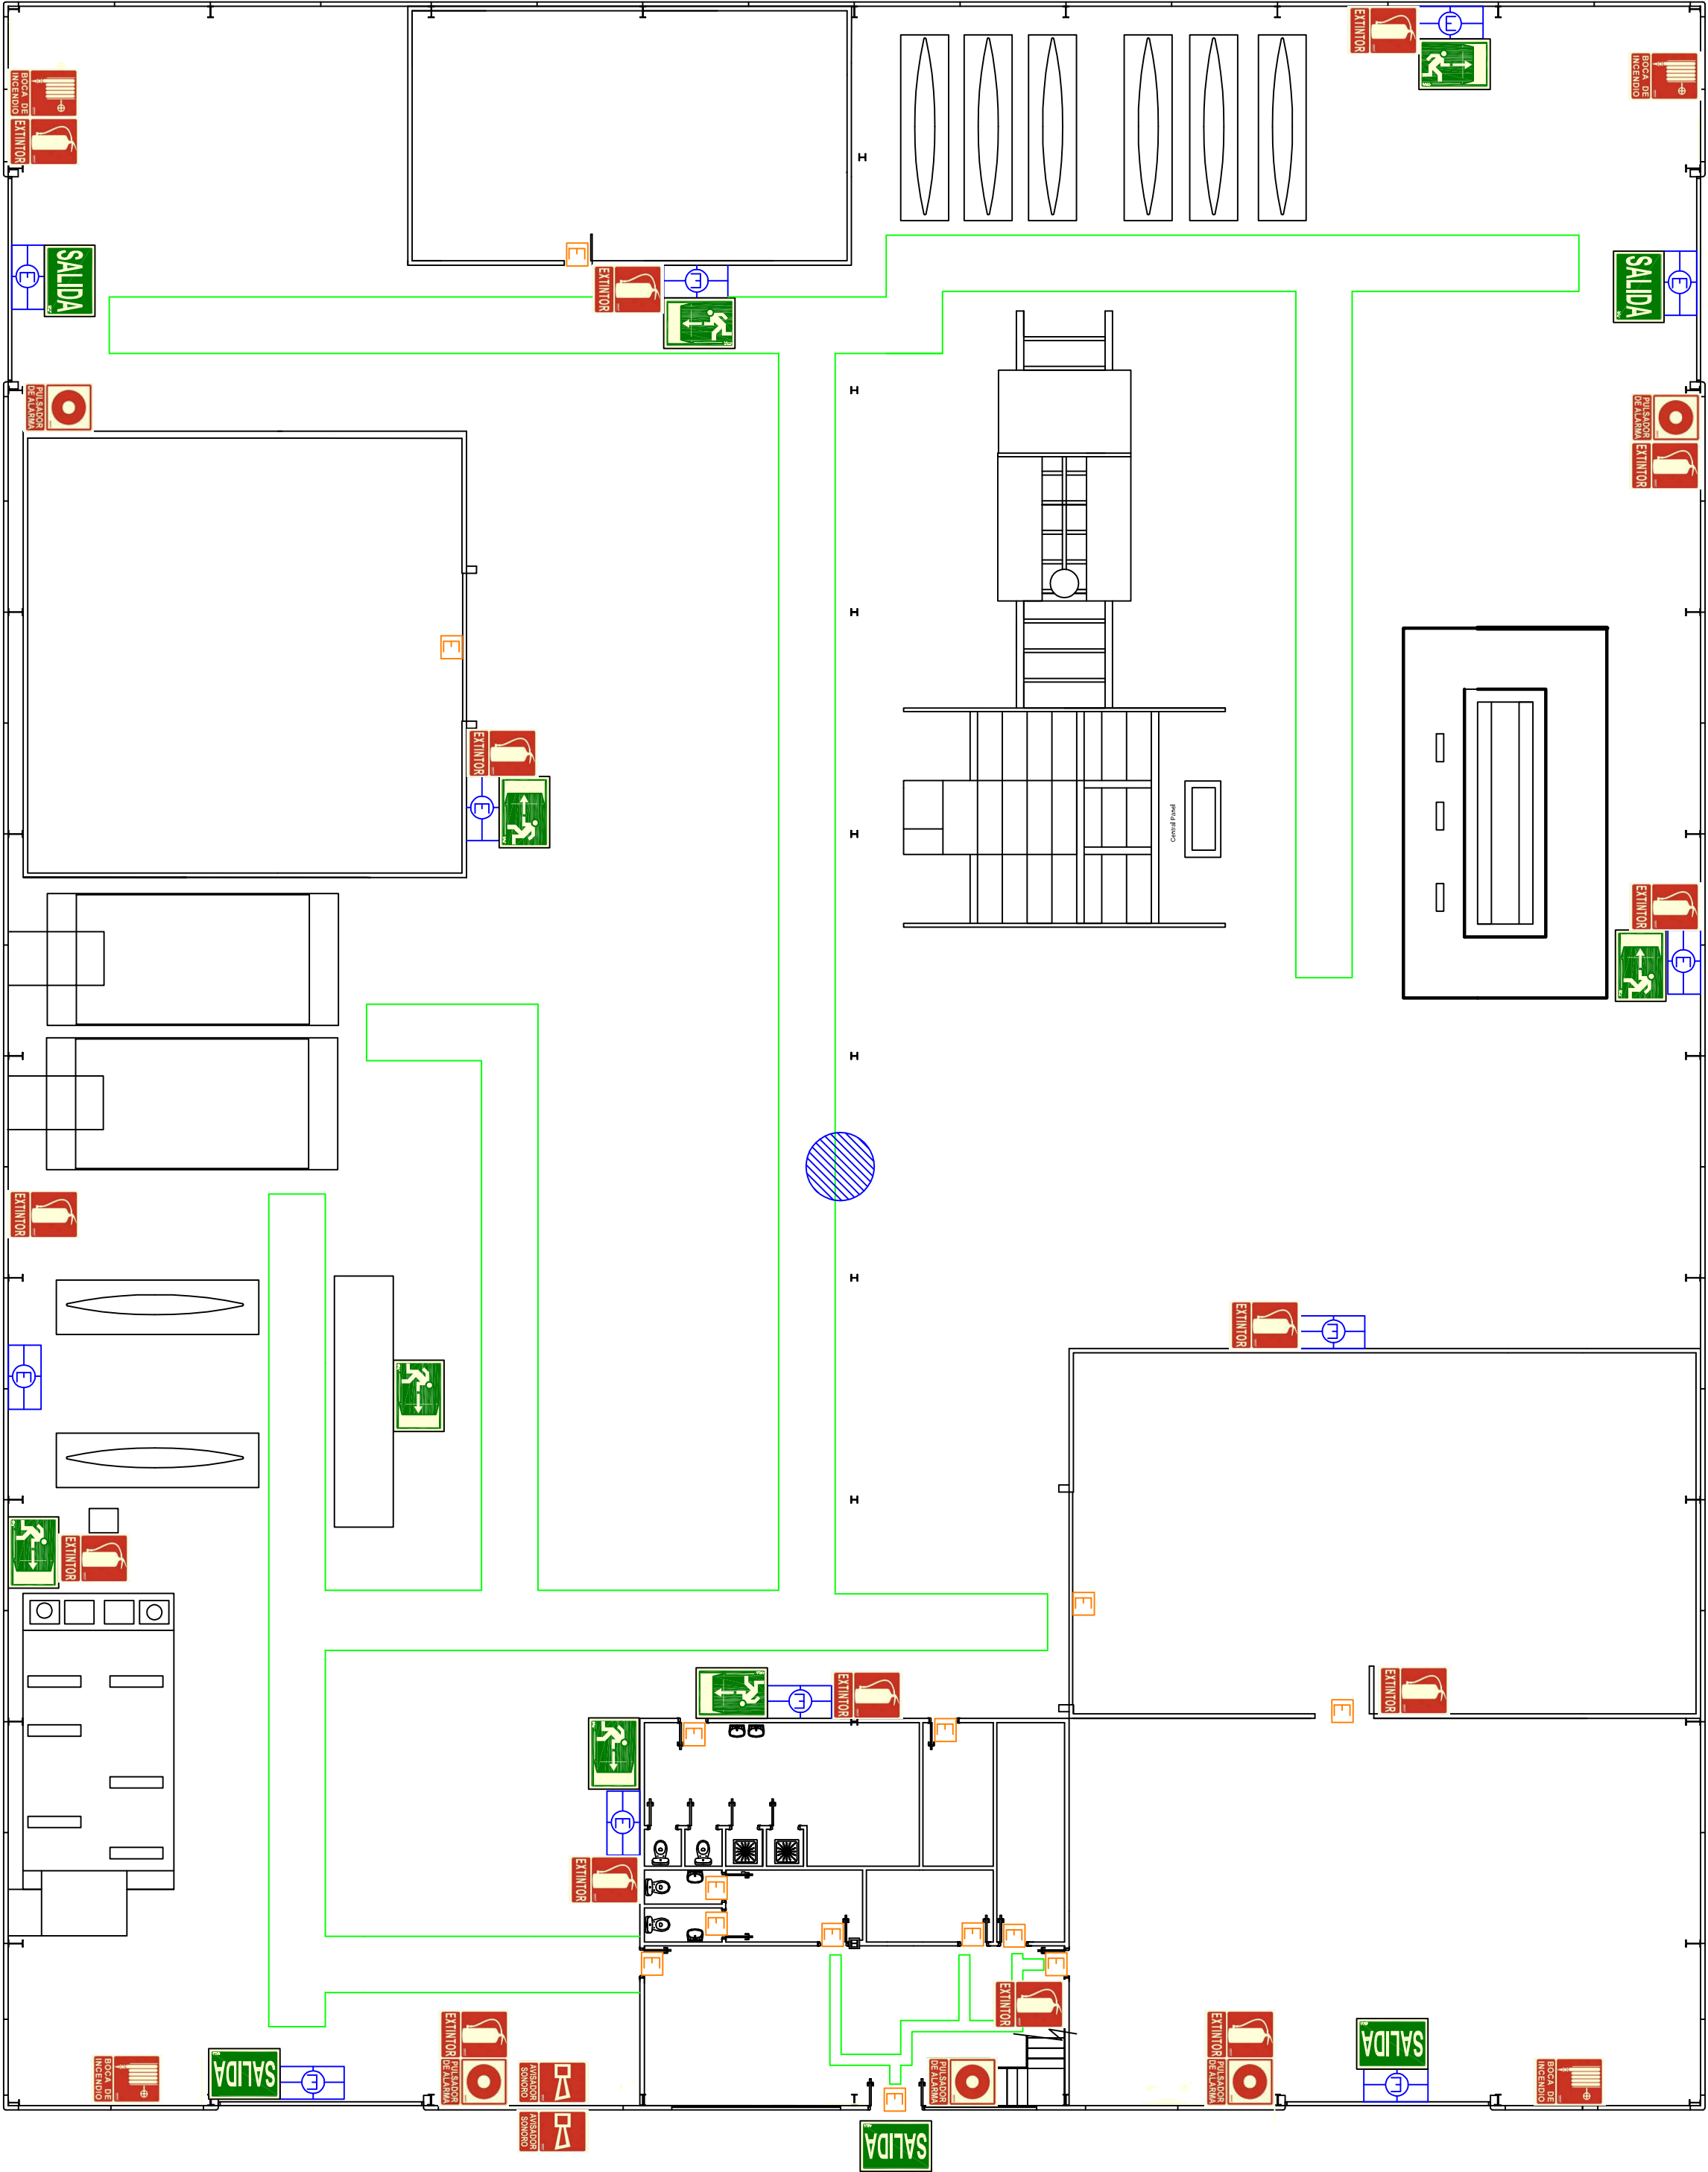 EXTINTOR
E
BOCA DE
INCENDIO
BOCA DE
INCENDIO
EXTINTOR
SALIDA
E
E
EXTINTOR
E
SALIDA
E
PULSADOR
DE ALARMA
PULSADOR
DE ALARMA
EXTINTOR
E
EXTINTOR
E
Central Panel
EXTINTOR
E
EXTINTOR
EXTINTOR
E
E
EXTINTOR
E
EXTINTOR
E
EXTINTOR
E
E
E
E
EXTINTOR
E
E
E
E
E
E
E
EXTINTOR
EXTINTOR
PULSADOR
DE ALARMA
EXTINTOR
PULSADOR
DE ALARMA
SALIDA
E
BOCA DE
INCENDIO
SALIDA
E
AVISADOR
SONORO
AVISADOR
SONORO
PULSADOR
DE ALARMA
E
SALIDA
BOCA DE
INCENDIO